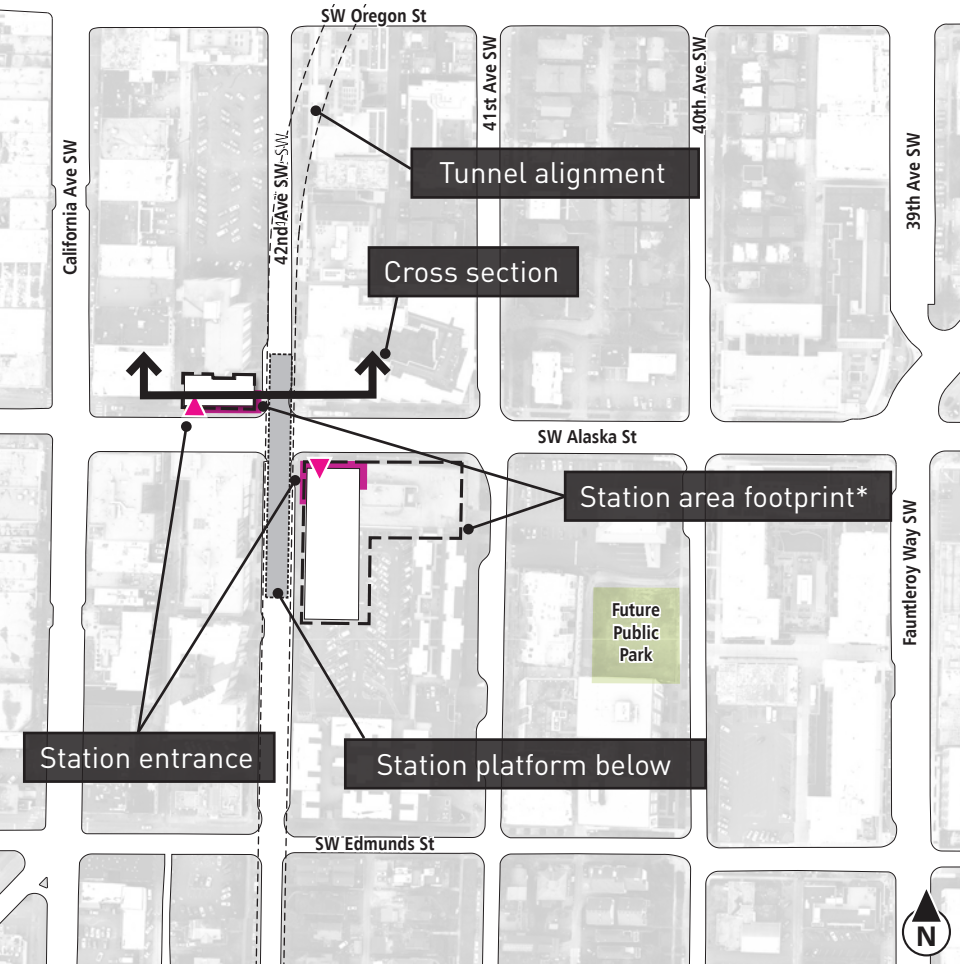 SW Oregon St
41st Ave SW
40th Ave SW
39th Ave SW
California Ave SW
42nd Ave SW
Tunnel alignment
Cross section
SW Alaska St
Station area footprint*
Fauntleroy Way SW
Future
Public
Park
Station entrance
Station platform below
SW Edmunds St
N